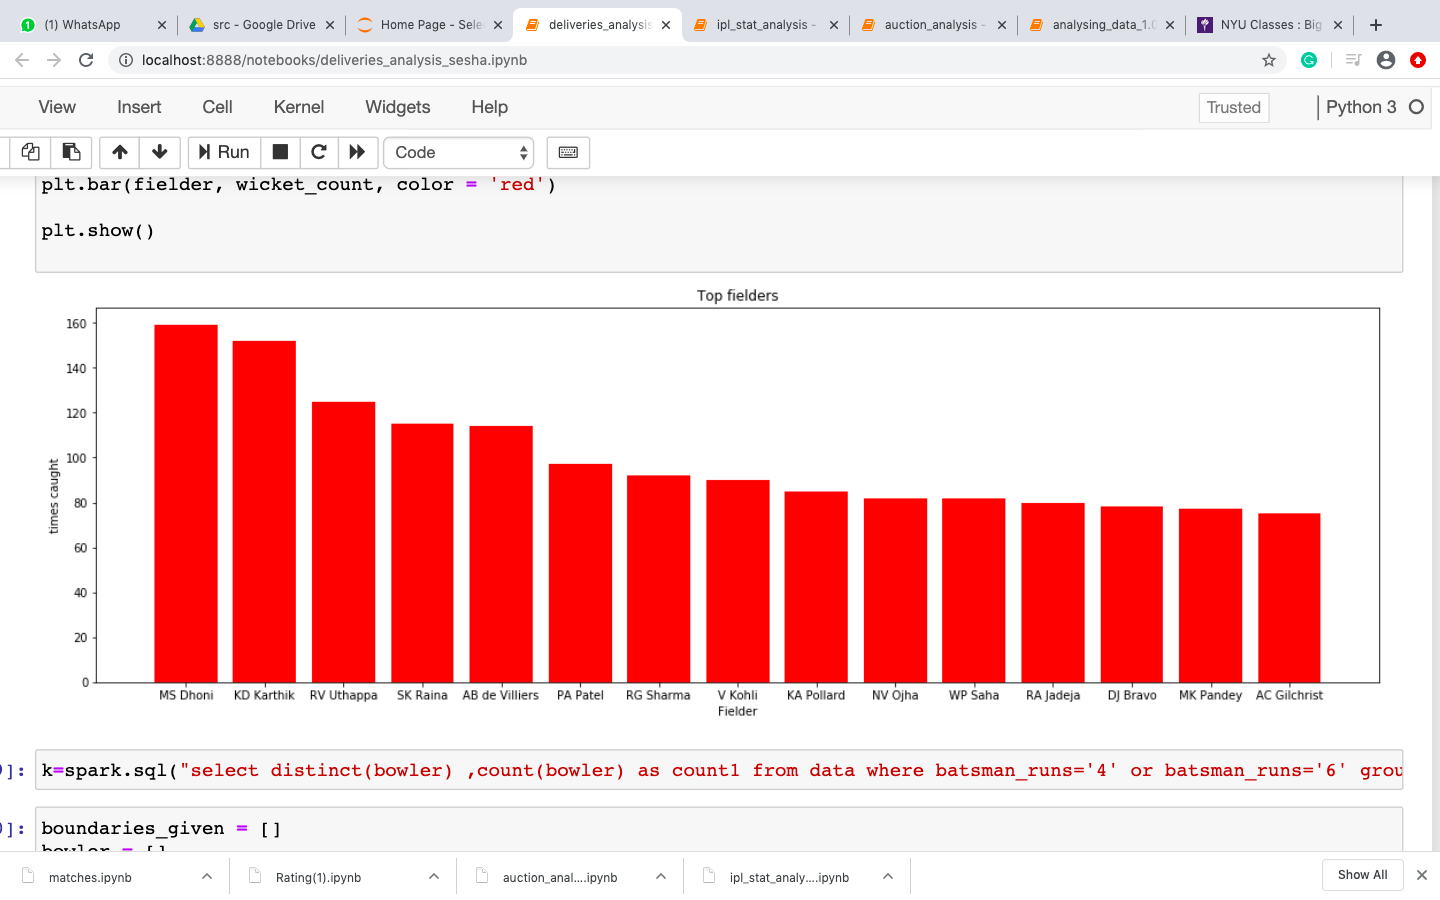 (1) WhatsApp
src - Google Drive
Home Page - Sele
deliveries_analysis
ipl_stat_analysis -
auction_analysis -
analysing_data_1.0
NYU Classes : Big
localhost:8888/notebooks/deliveries_analysis_sesha.ipynb
View Insert Cell Kernel Widgets Help
Trusted
Python 3
Run
Code
plt.bar(fielder, wicket_count, color = 'red')
plt.show()
Top fielders
times caught
160
140
120
100
80
60
40
20
0
MS Dhoni KD Karthik RV Uthappa SK Raina AB de Villiers PA Patel RG Sharma V Kohli KA Pollard NV Ojha WP Saha RA Jadeja DJ Bravo MK Pandey AC Gilchrist
Fielder
]: k=spark.sql("select distinct(bowler) ,count(bowler) as count1 from data where batsman_runs='4' or batsman_runs='6' grou
]: boundaries_given = []
bowler = []
matches.ipynb
Rating(1).ipynb
auction_anal....ipynb
ipl_stat_analy....ipynb
Show All